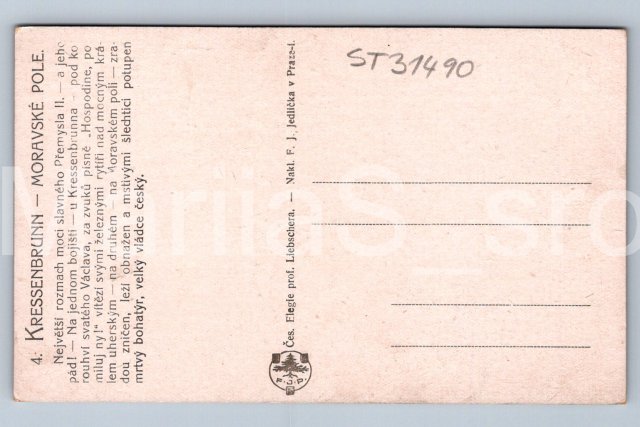 4. KRESSENBRUNN — MORAVSKÉ POLE.
Největší rozmach moci slavného Přemysla II. — a jeho
pád! — Na jednom bojišti — u Kressenbrunna - pod ko
rouhví svatého Václava, za zvuků písně „Hospodine, po
miluj ny!" vítězí svými železnými rytíři nad mocným krá-
lem uherským — na druhém — na Moravském poli — zra-
dou zničen, leží obnažen a mstivými šlechtici potupen
mrtvý bohatýr, velký vládce český.
Čes. Elegie prof. Liebschera. — Nakl. F. J. Jedlička v Praze-I.
F. J. P.
ST31490